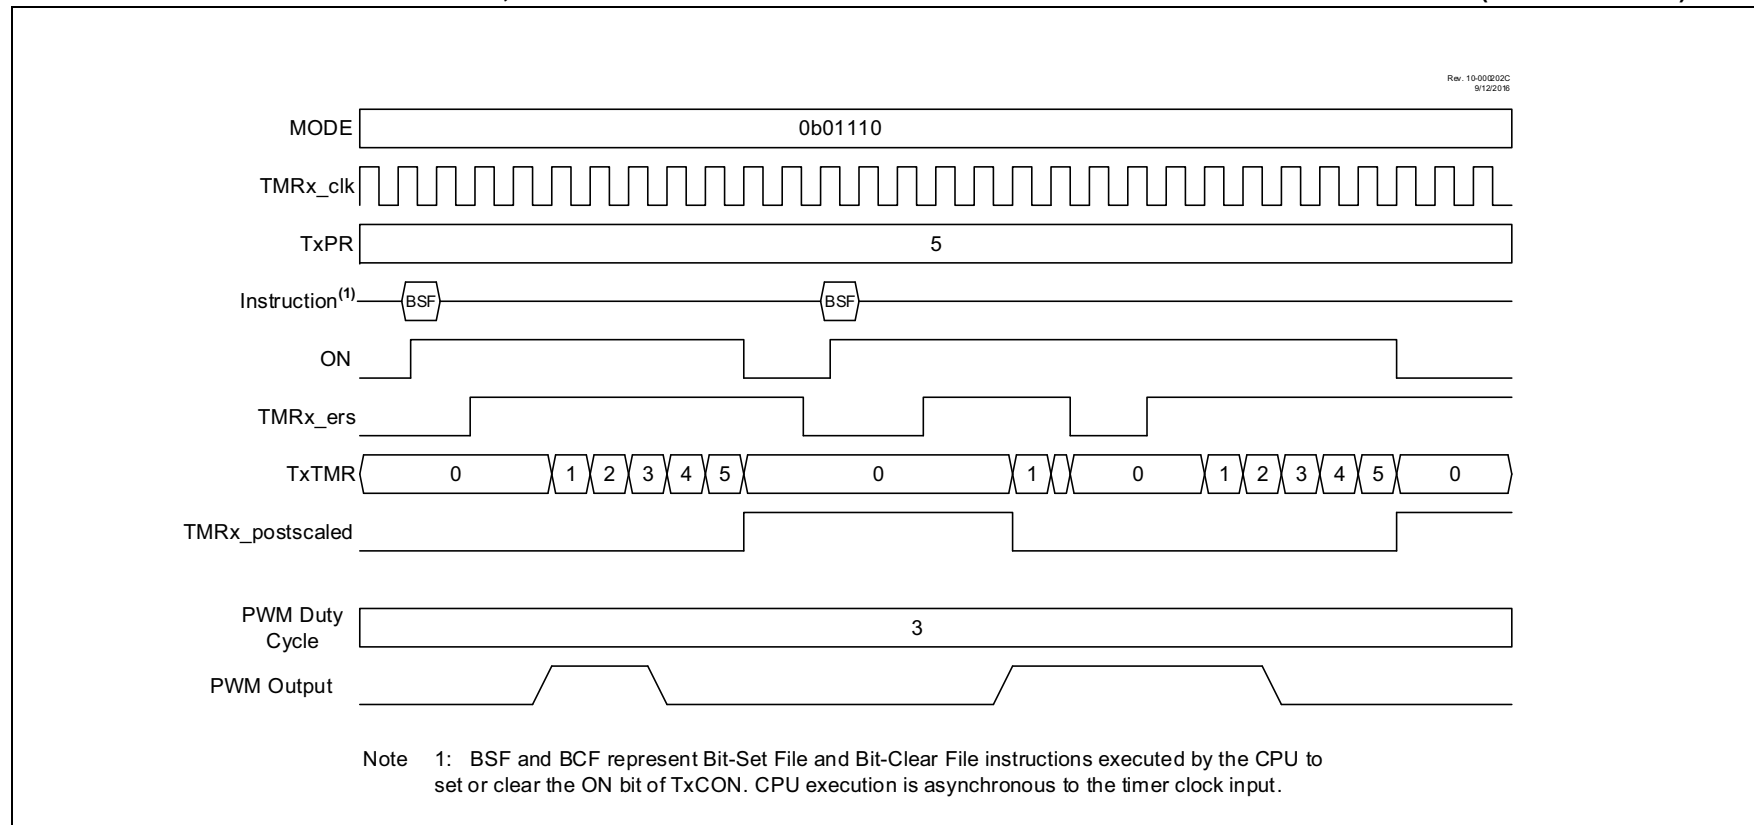 Rev. 10-000202C
9/12/2016
MODE 0b01110
TMRx_clk
TxPR 5
Instruction(1) BSF BSF
ON
TMRx_ers
TxTMR 0 1 2 3 4 5 0 1 0 1 2 3 4 5 0
TMRx_postscaled
PWM Duty
Cycle 3
PWM Output
Note 1: BSF and BCF represent Bit-Set File and Bit-Clear File instructions executed by the CPU to
set or clear the ON bit of TxCON. CPU execution is asynchronous to the timer clock input.